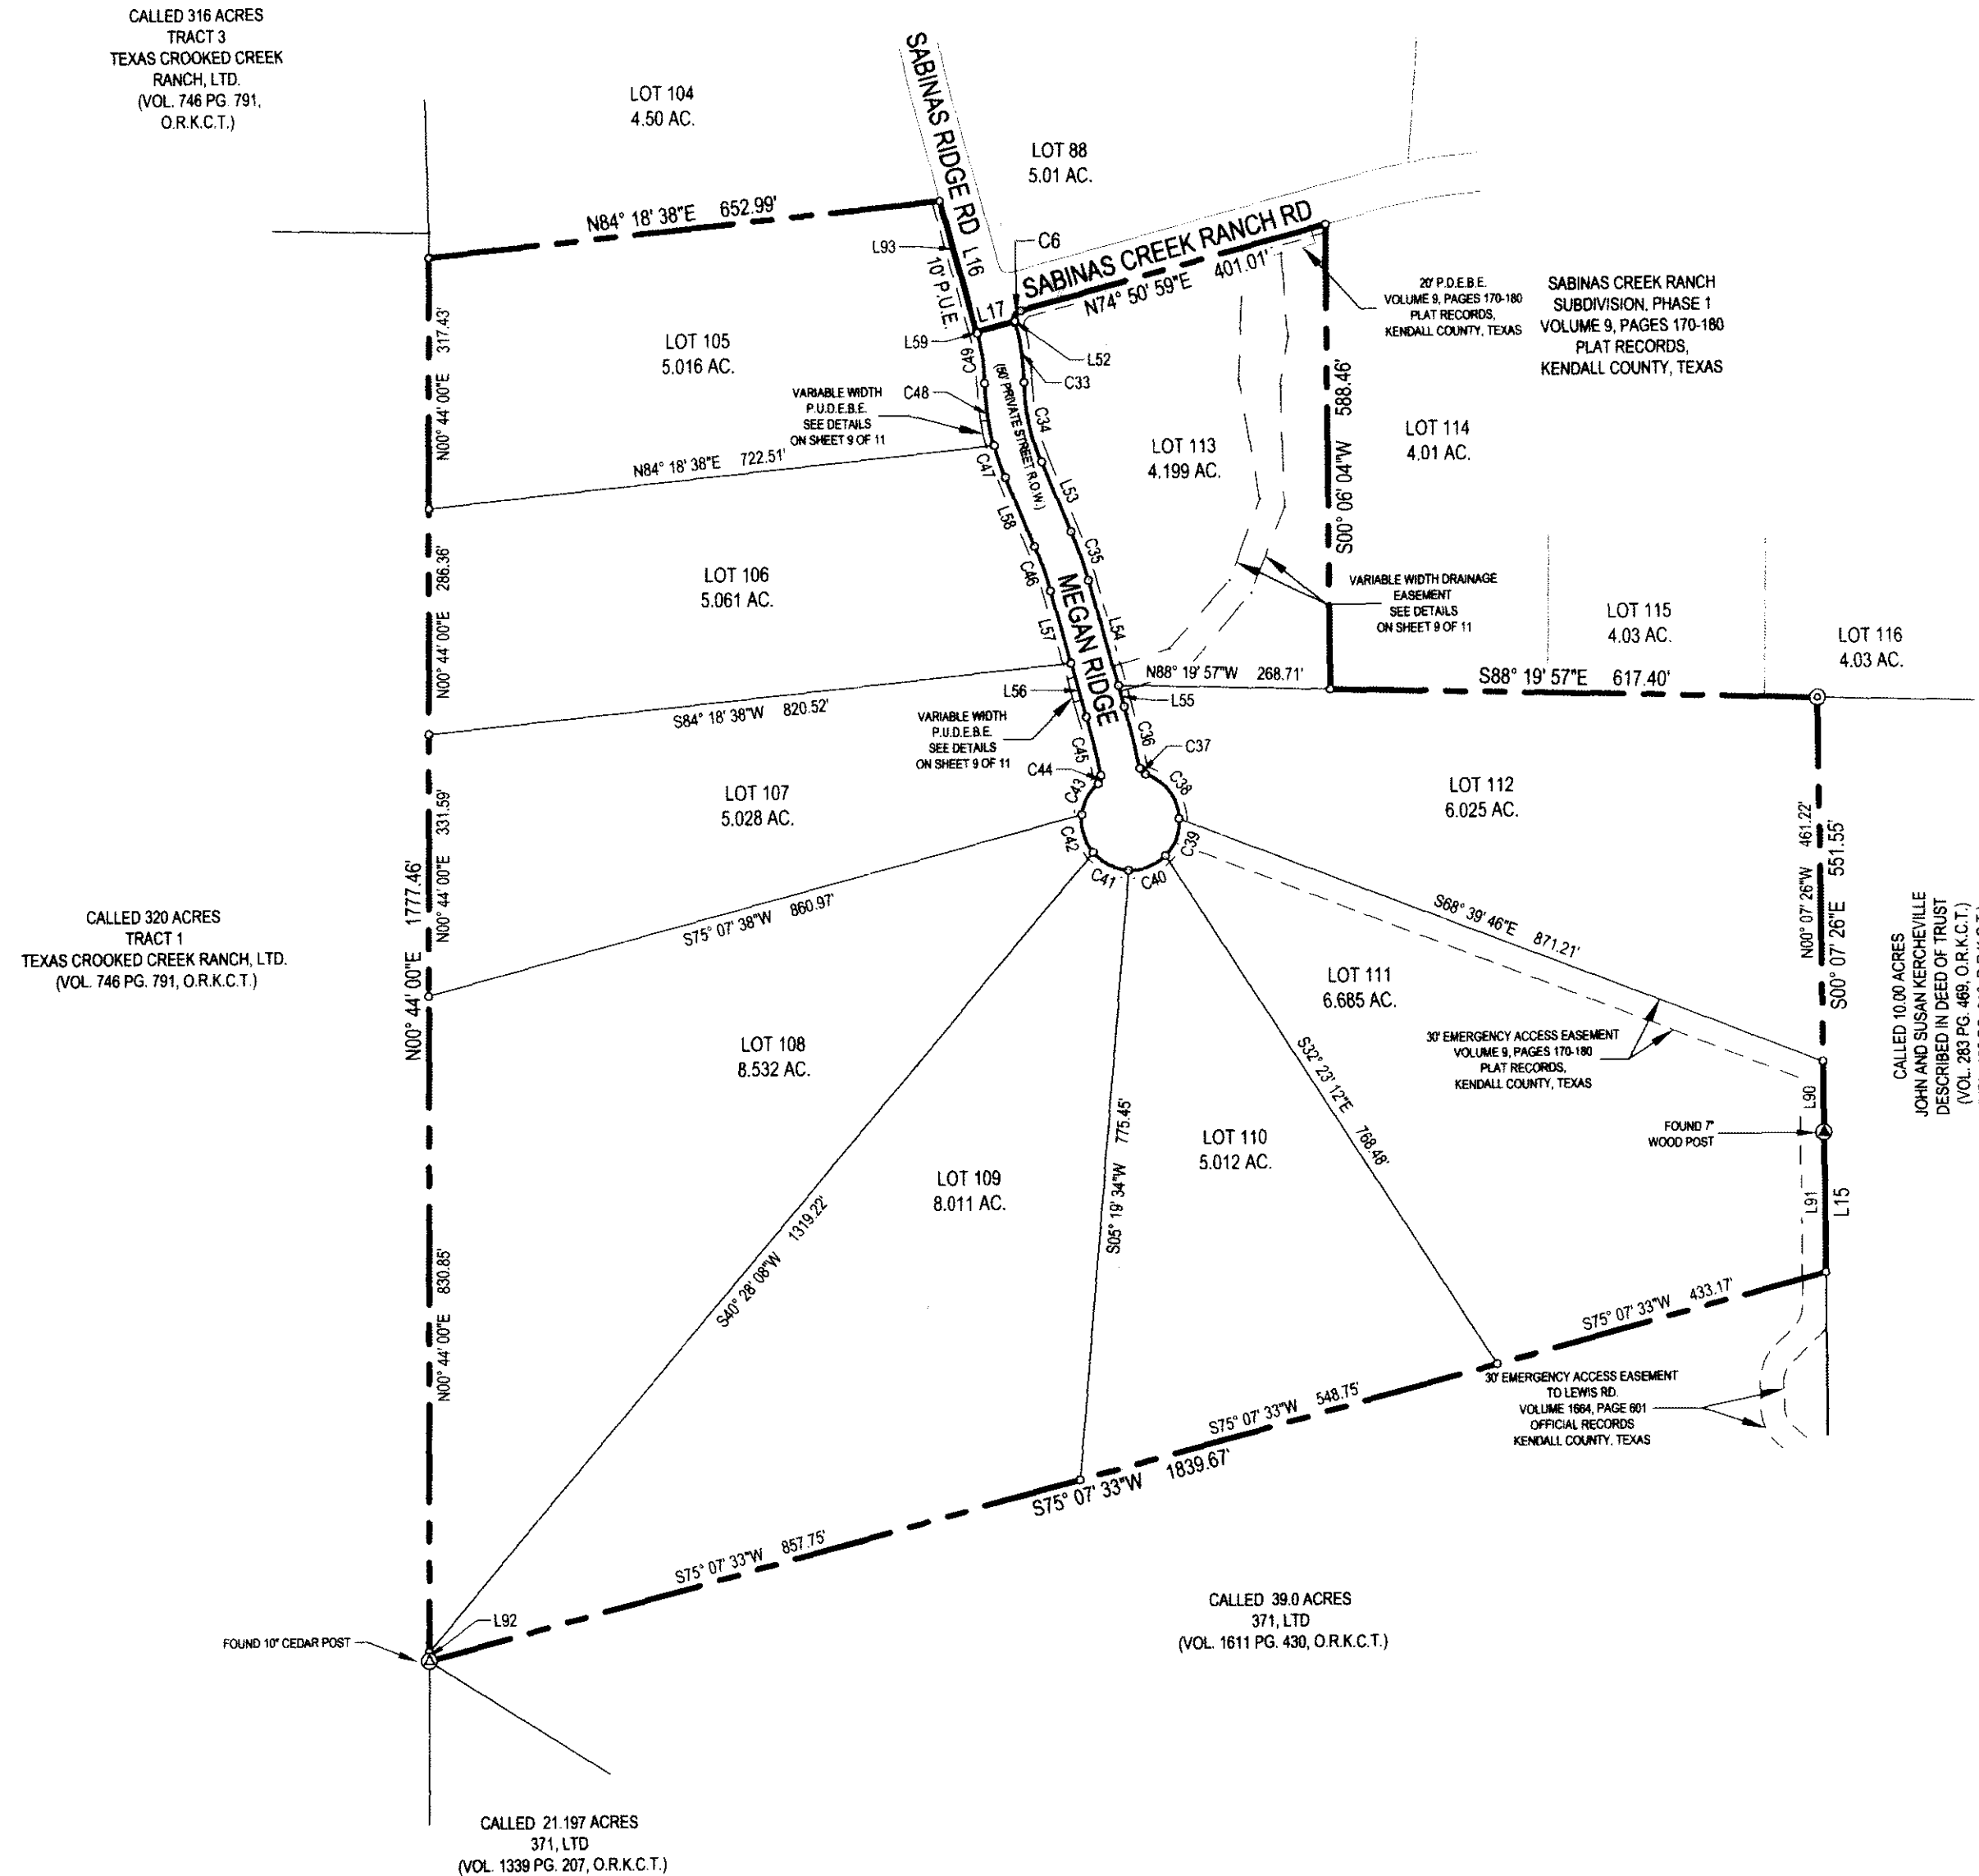 CALLED 316 ACRES
TRACT 3
TEXAS CROOKED CREEK
RANCH, LTD.
(VOL. 746 PG. 791,
O.R.K.C.T.)
LOT 104
4.50 AC.
SABINAS RIDGE RD
LOT 88
5.01 AC.
N84° 18' 38"E 652.99'
L93
L16
10' P.U.E.
C6
SABINAS CREEK RANCH RD
N74° 50' 59"E 401.01'
L17
L59
L52
20' P.D.E.B.E.
VOLUME 9, PAGES 170-180
PLAT RECORDS,
KENDALL COUNTY, TEXAS
SABINAS CREEK RANCH
SUBDIVISION, PHASE 1
VOLUME 9, PAGES 170-180
PLAT RECORDS,
KENDALL COUNTY, TEXAS
N00° 44' 00"E 317.43'
LOT 105
5.016 AC.
C49
C33
VARIABLE WIDTH
P.U.D.E.B.E.
SEE DETAILS
ON SHEET 9 OF 11
C48
(60' PRIVATE STREET R.O.W.)
C34
N84° 18' 38"E 722.51'
C47
L53
LOT 113
4.199 AC.
S00° 06' 04"W 588.46'
LOT 114
4.01 AC.
L58
C35
C46
N00° 44' 00"E 286.36'
LOT 106
5.061 AC.
MEGAN RIDGE
L57
L54
VARIABLE WIDTH DRAINAGE
EASEMENT
SEE DETAILS
ON SHEET 9 OF 11
LOT 115
4.03 AC.
LOT 116
4.03 AC.
N88° 19' 57"W 268.71'
S88° 19' 57"E 617.40'
L56
L55
S84° 18' 38"W 820.52'
VARIABLE WIDTH
P.U.D.E.B.E.
SEE DETAILS
ON SHEET 9 OF 11
C36
C37
C45
C44
C43
C38
LOT 107
5.028 AC.
LOT 112
6.025 AC.
N00° 44' 00"E 331.59'
N00° 44' 00"E 1777.46'
C42
C39
C41
C40
S75° 07' 38"W 860.97'
S68° 39' 46"E 871.21'
N00° 07' 26"W 461.22'
S00° 07' 26"E 551.55'
CALLED 320 ACRES
TRACT 1
TEXAS CROOKED CREEK RANCH, LTD.
(VOL. 746 PG. 791, O.R.K.C.T.)
CALLED 10.00 ACRES
JOHN AND SUSAN KERCHEVILLE
DESCRIBED IN DEED OF TRUST
(VOL. 283 PG. 469, O.R.K.C.T.)
LOT 111
6.685 AC.
30' EMERGENCY ACCESS EASEMENT
VOLUME 9, PAGES 170-180
PLAT RECORDS,
KENDALL COUNTY, TEXAS
LOT 108
8.532 AC.
S32° 23' 12"E 768.48'
L90
FOUND 7"
WOOD POST
L91
L15
S05° 19' 34"W 775.45'
LOT 110
5.012 AC.
LOT 109
8.011 AC.
S40° 28' 08"W 1319.22'
N00° 44' 00"E 830.85'
S75° 07' 33"W 433.17'
30' EMERGENCY ACCESS EASEMENT
TO LEWIS RD.
VOLUME 1664, PAGE 601
OFFICIAL RECORDS
KENDALL COUNTY, TEXAS
S75° 07' 33"W 548.75'
S75° 07' 33"W 1839.67'
S75° 07' 33"W 857.75'
L92
FOUND 10" CEDAR POST
CALLED 39.0 ACRES
371, LTD
(VOL. 1611 PG. 430, O.R.K.C.T.)
CALLED 21.197 ACRES
371, LTD
(VOL. 1339 PG. 207, O.R.K.C.T.)